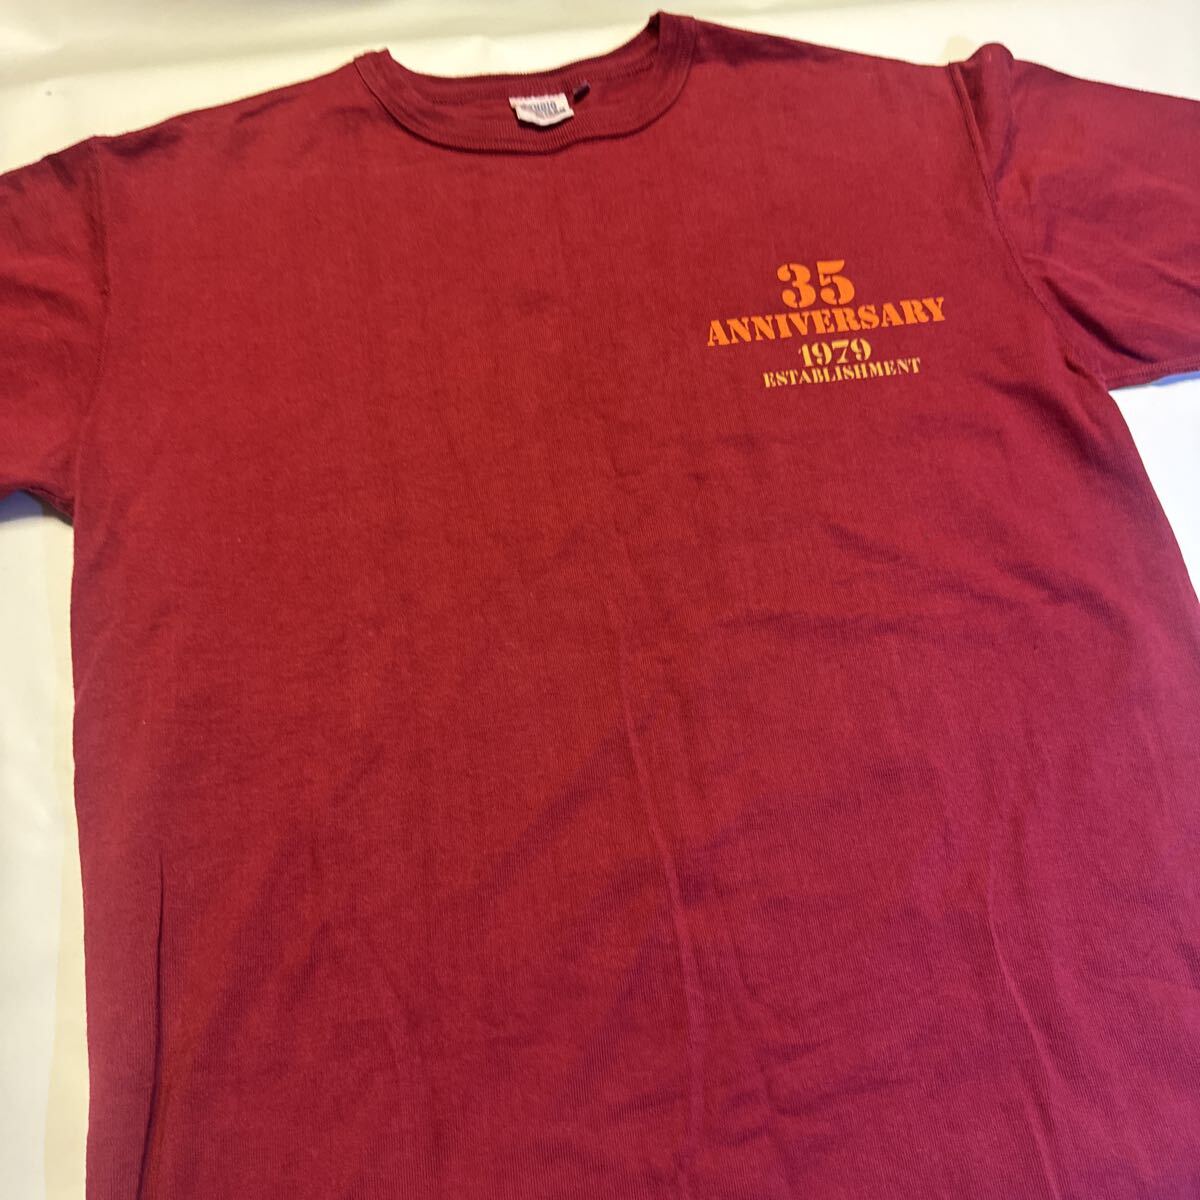 35
ANNIVERSARY
1979
ESTABLISHMENT